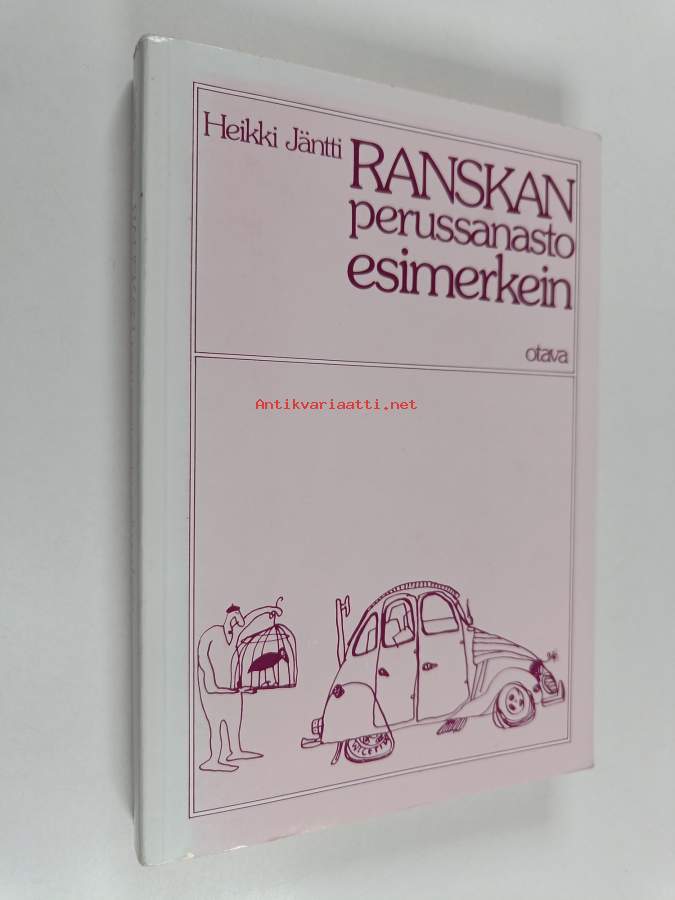 Heikki Jäntti
RANSKAN
perussanasto
esimerkein
otava
Antikvariaatti.net